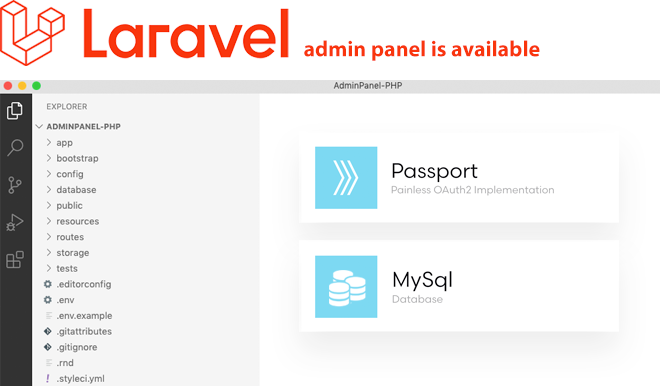 Laravel admin panel is available
AdminPanel-PHP
EXPLORER
ADMINPANEL-PHP
app
bootstrap
config
database
public
resources
routes
storage
tests
.editorconfig
.env
.env.example
.gitattributes
.gitignore
.rnd
.styleci.yml
Passport
Painless OAuth2 Implementation
MySql
Database